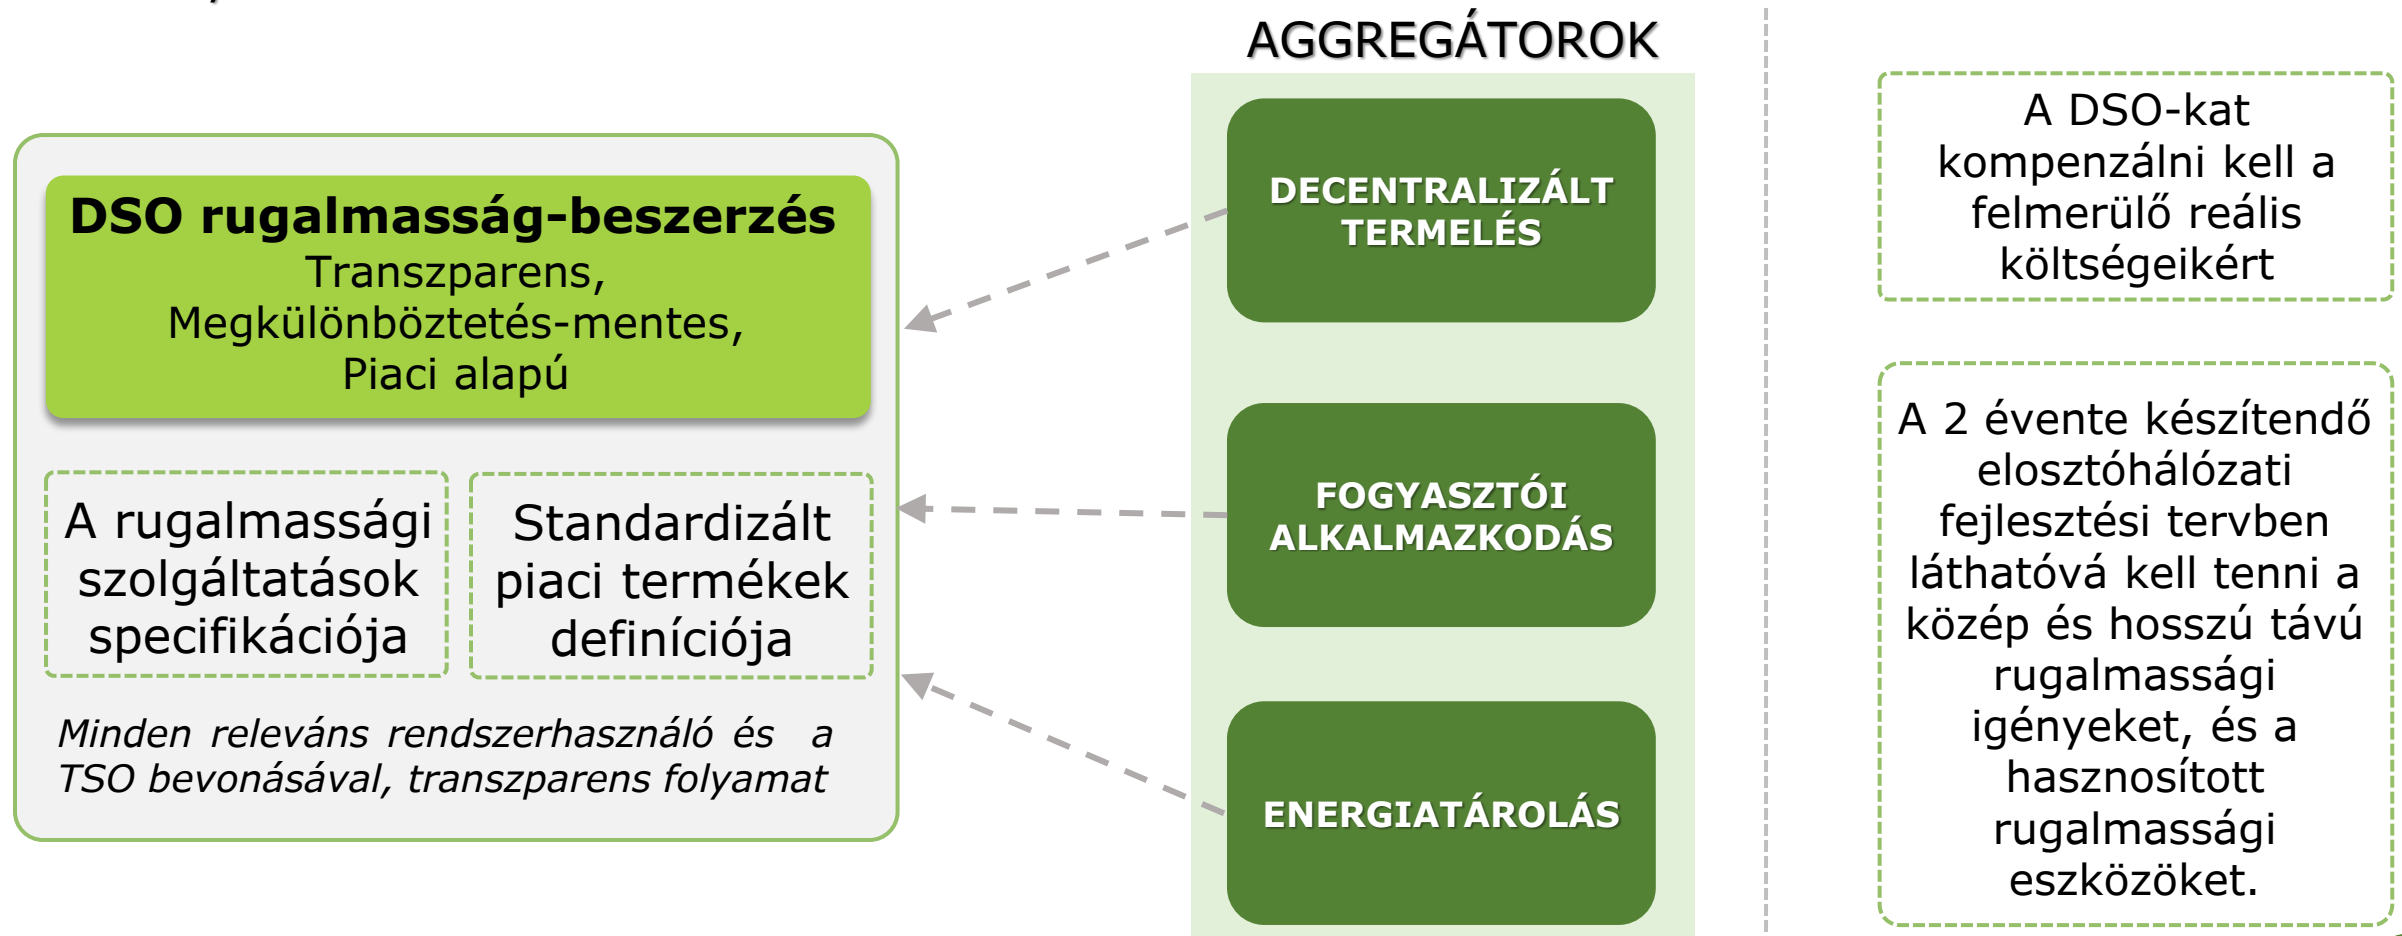 DSO rugalmasság-beszerzés
Transzparens,
Megkülönböztetés-mentes,
Piaci alapú
A rugalmassági
szolgáltatások
specifikációja
Standardizált
piaci termékek
definíciója
Minden releváns rendszerhasználó és a
TSO bevonásával, transzparens folyamat
AGGREGÁTOROK
DECENTRALIZÁLT
TERMELÉS
FOGYASZTÓI
ALKALMAZKODÁS
ENERGIATÁROLÁS
A DSO-kat
kompenzálni kell a
felmerülő reális
költségeikért
A 2 évente készítendő
elosztóhálózati
fejlesztési tervben
láthatóvá kell tenni a
közép és hosszú távú
rugalmassági
igényeket, és a
hasznosított
rugalmassági
eszközöket.